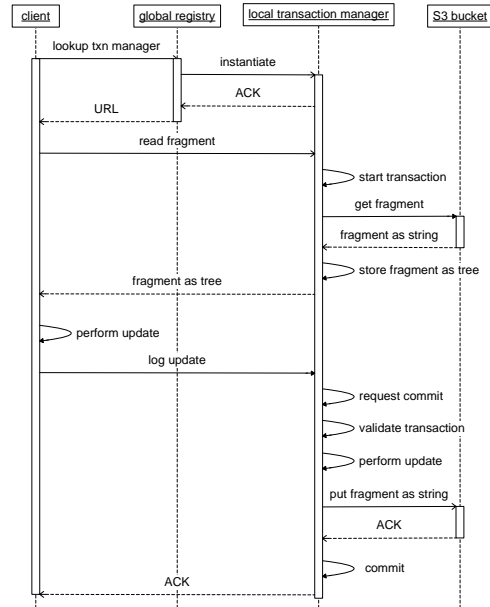 client global registry local transaction manager S3 bucket
lookup txn manager
instantiate
ACK
URL
read fragment
start transaction
get fragment
fragment as string
store fragment as tree
fragment as tree
perform update
log update
request commit
validate transaction
perform update
put fragment as string
ACK
commit
ACK